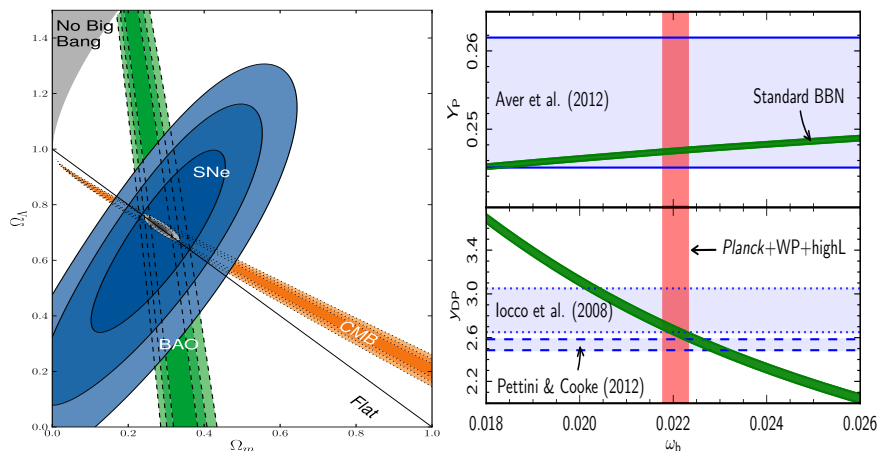 No Big
Bang
SNe
BAO
CMB
Flat
1.4
1.2
1.0
0.8
0.6
0.4
0.2
0.0
Ω_Λ
0.0
0.2
0.4
0.6
0.8
1.0
Ω_m
0.26
0.25
Y_P
Aver et al. (2012)
Standard BBN
3.4
3.0
2.6
2.2
y_DP
Planck+WP+highL
Iocco et al. (2008)
Pettini & Cooke (2012)
0.018
0.020
0.022
0.024
0.026
ω_b